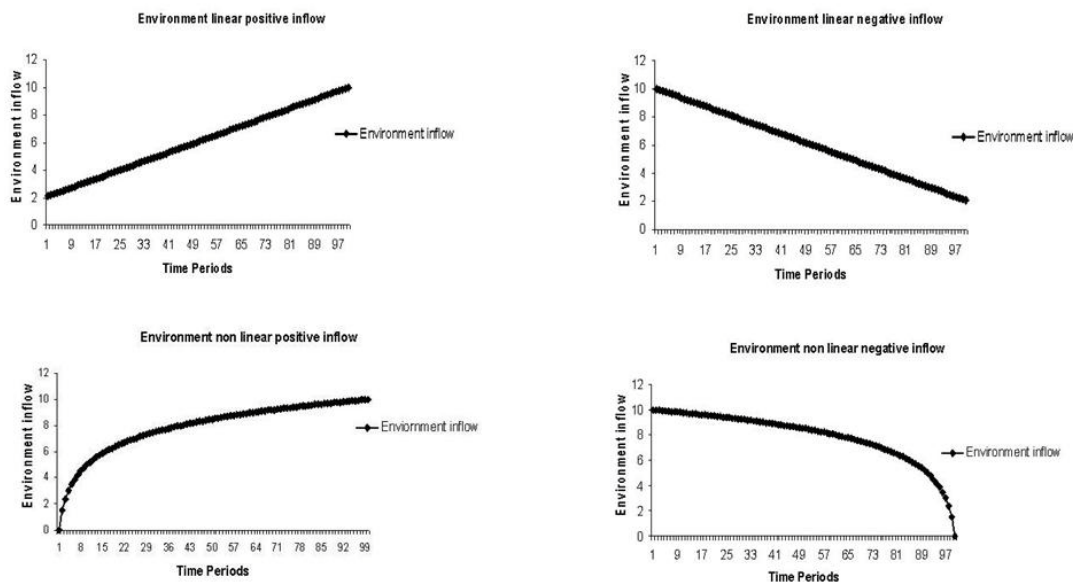 Environment linear positive inflow
12
10
8
6
4
2
0
Environment inflow
Environment inflow
1 9 17 25 33 41 49 57 65 73 81 89 97
Time Periods
Environment linear negative inflow
12
10
8
6
4
2
0
Environment inflow
Environment inflow
1 9 17 25 33 41 49 57 65 73 81 89 97
Time Periods
Environment non linear positive inflow
12
10
8
6
4
2
0
Environment inflow
Enviornment inflow
1 8 15 22 29 36 43 50 57 64 71 78 85 92 99
Time Periods
Environment non linear negative inflow
12
10
8
6
4
2
0
Environment inflow
Environment inflow
1 9 17 25 33 41 49 57 65 73 81 89 97
Time Periods